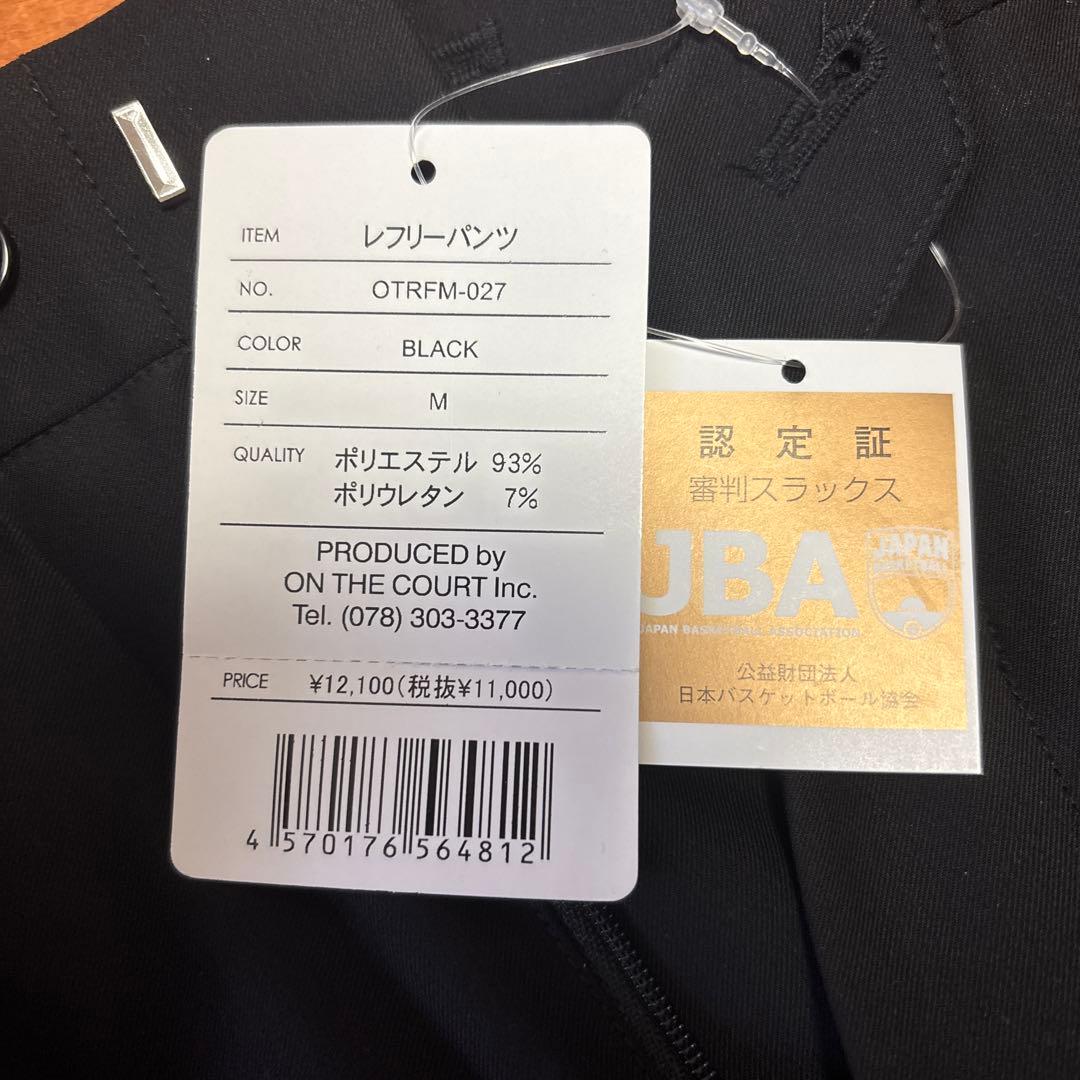 ITEM レフリーパンツ
NO. OTRFM-027
COLOR BLACK
SIZE M
QUALITY ポリエステル 93%
ポリウレタン 7%
PRODUCED by
ON THE COURT Inc.
Tel. (078) 303-3377
PRICE ¥12,100(税抜¥11,000)
4 570176 564812
認定証
審判スラックス
JBA
JAPAN BASKETBALL ASSOCIATION
JAPAN
BASKETBALL
公益財団法人
日本バスケットボール協会